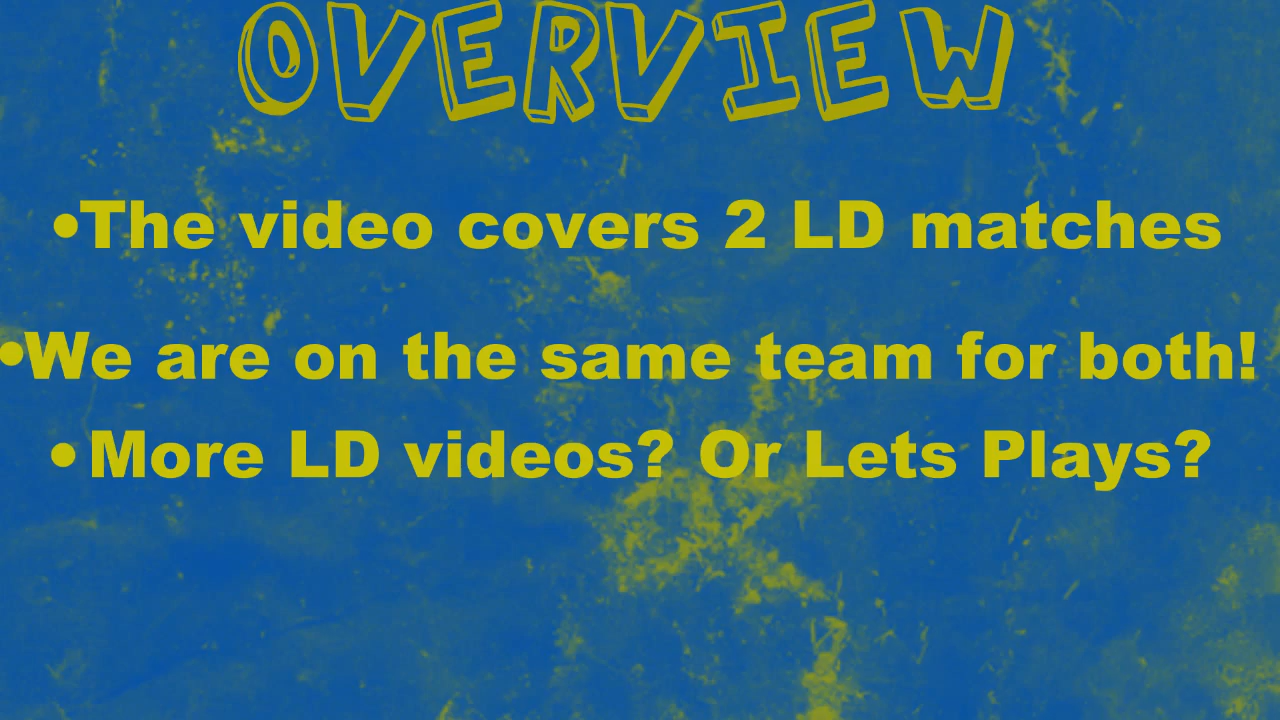 OVERVIEW
•The video covers 2 LD matches
•We are on the same team for both!
•More LD videos? Or Lets Plays?